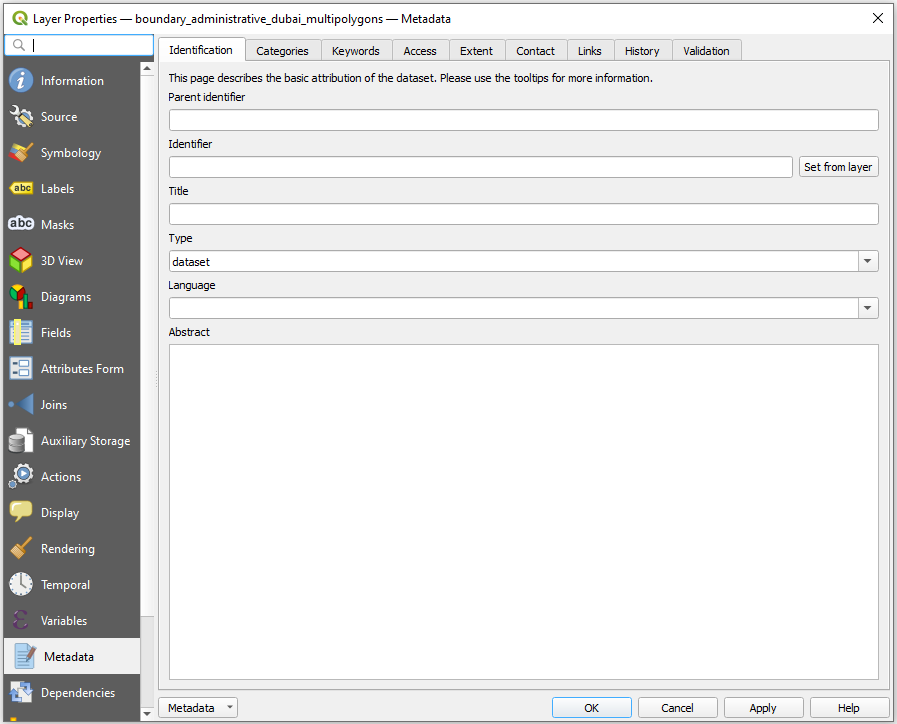 Layer Properties — boundary_administrative_dubai_multipolygons — Metadata
Information
Source
Symbology
abc Labels
abc Masks
3D View
Diagrams
Fields
Attributes Form
Joins
Auxiliary Storage
Actions
Display
Rendering
Temporal
Variables
Metadata
Dependencies
Identification Categories Keywords Access Extent Contact Links History Validation
This page describes the basic attribution of the dataset. Please use the tooltips for more information.
Parent identifier
Identifier
Set from layer
Title
Type
dataset
Language
Abstract
Metadata OK Cancel Apply Help